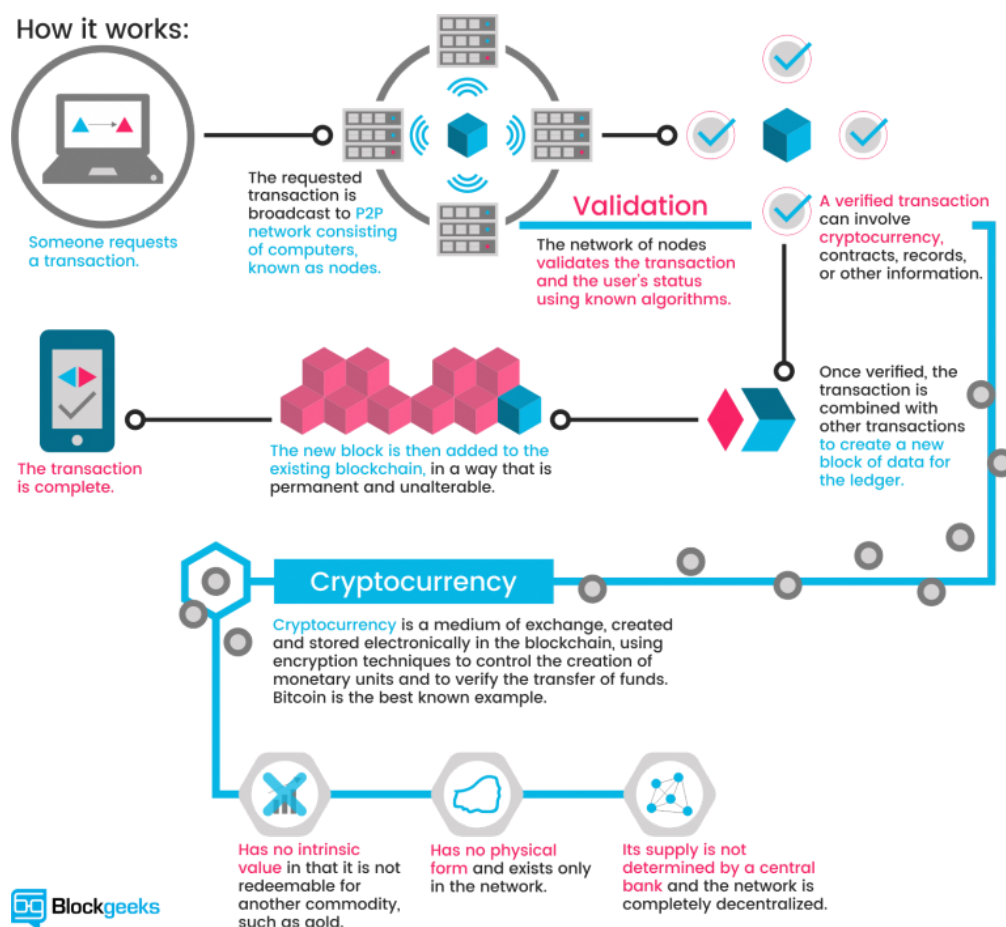 How it works:
Someone requests
a transaction.
The requested
transaction is
broadcast to P2P
network consisting
of computers,
known as nodes.
Validation
The network of nodes
validates the transaction
and the user's status
using known algorithms.
A verified transaction
can involve
cryptocurrency,
contracts, records,
or other information.
Once verified, the
transaction is
combined with
other transactions
to create a new
block of data for
the ledger.
The new block is then added to the
existing blockchain, in a way that is
permanent and unalterable.
The transaction
is complete.
Cryptocurrency
Cryptocurrency is a medium of exchange, created
and stored electronically in the blockchain, using
encryption techniques to control the creation of
monetary units and to verify the transfer of funds.
Bitcoin is the best known example.
Has no intrinsic
value in that it is not
redeemable for
another commodity,
such as gold.
Has no physical
form and exists only
in the network.
Its supply is not
determined by a central
bank and the network is
completely decentralized.
Blockgeeks